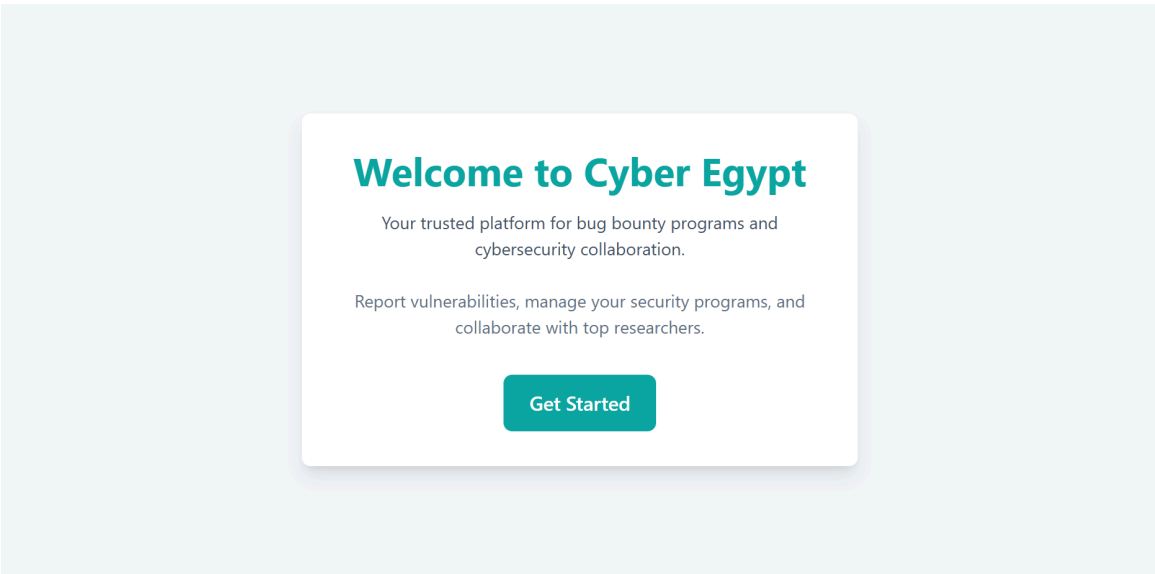 Welcome to Cyber Egypt
Your trusted platform for bug bounty programs and
cybersecurity collaboration.
Report vulnerabilities, manage your security programs, and
collaborate with top researchers.
Get Started